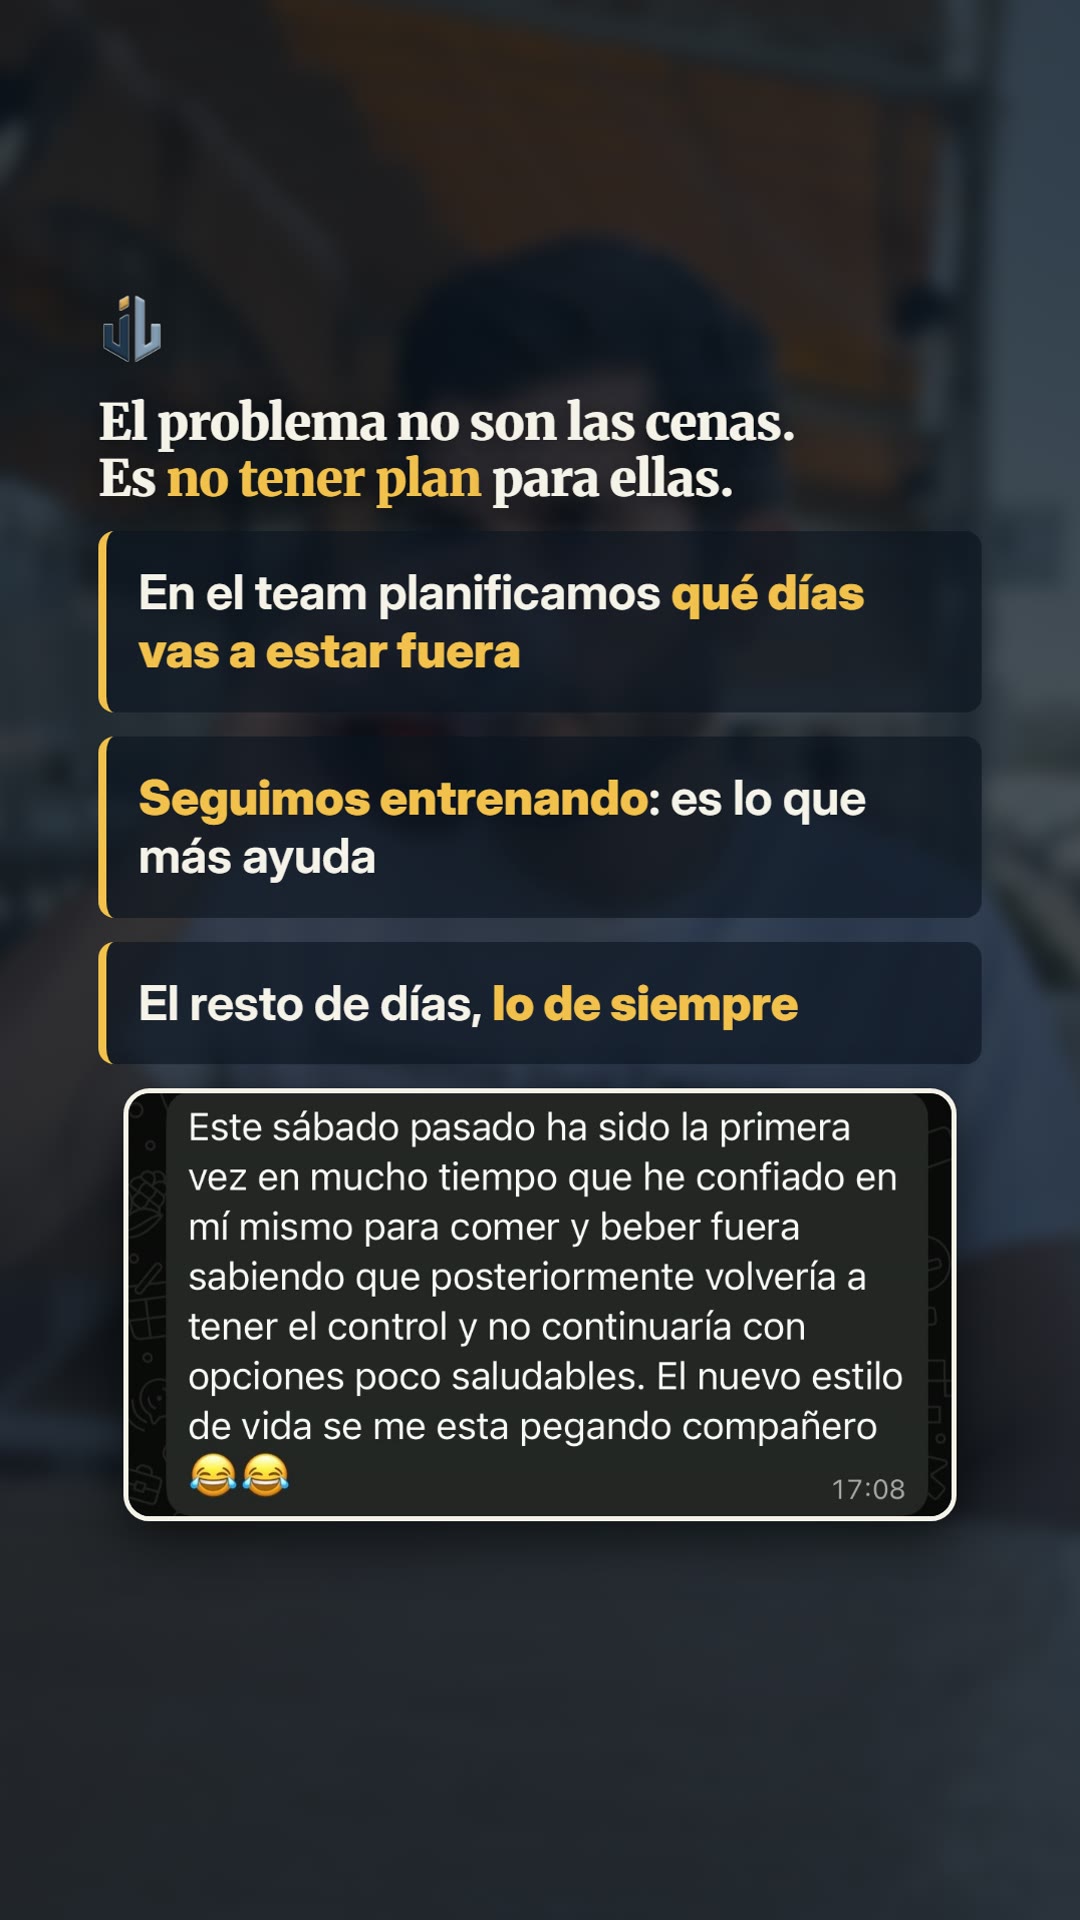 El problema no son las cenas.
Es no tener plan para ellas.
En el team planificamos qué días
vas a estar fuera
Seguimos entrenando: es lo que
más ayuda
El resto de días, lo de siempre
Este sábado pasado ha sido la primera
vez en mucho tiempo que he confiado en
mí mismo para comer y beber fuera
sabiendo que posteriormente volvería a
tener el control y no continuaría con
opciones poco saludables. El nuevo estilo
de vida se me esta pegando compañero
😂😂
17:08